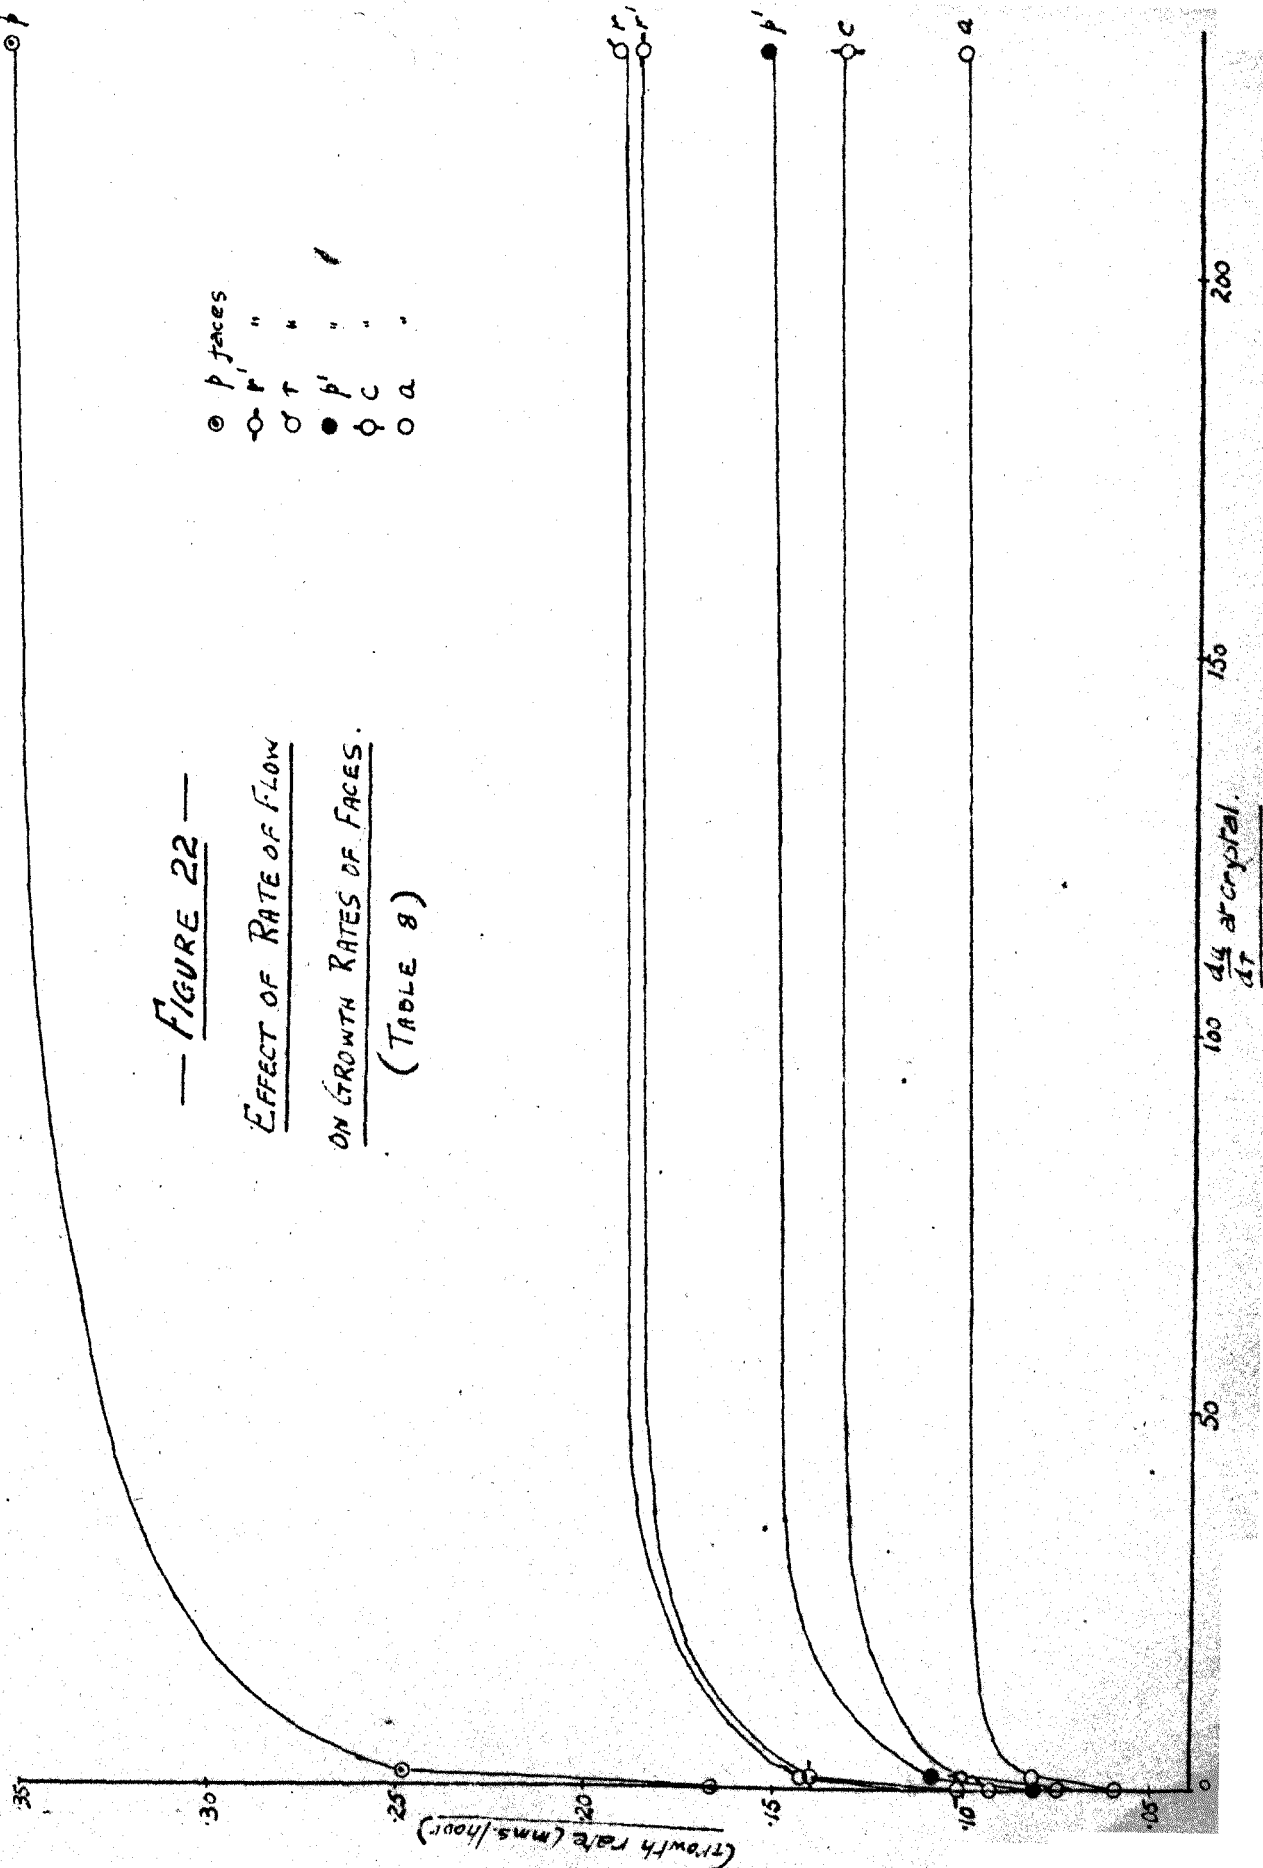 — FIGURE 22 —
EFFECT OF RATE OF FLOW
ON GROWTH RATES OF FACES.
(TABLE 8)
p faces
r' "
r "
p' "
c "
a "
p
r
r'
p'
c
a
Growth rate (mms./hour)
.35
.30
.25
.20
.15
.10
.05
0
50
100
150
200
du/dr at crystal.